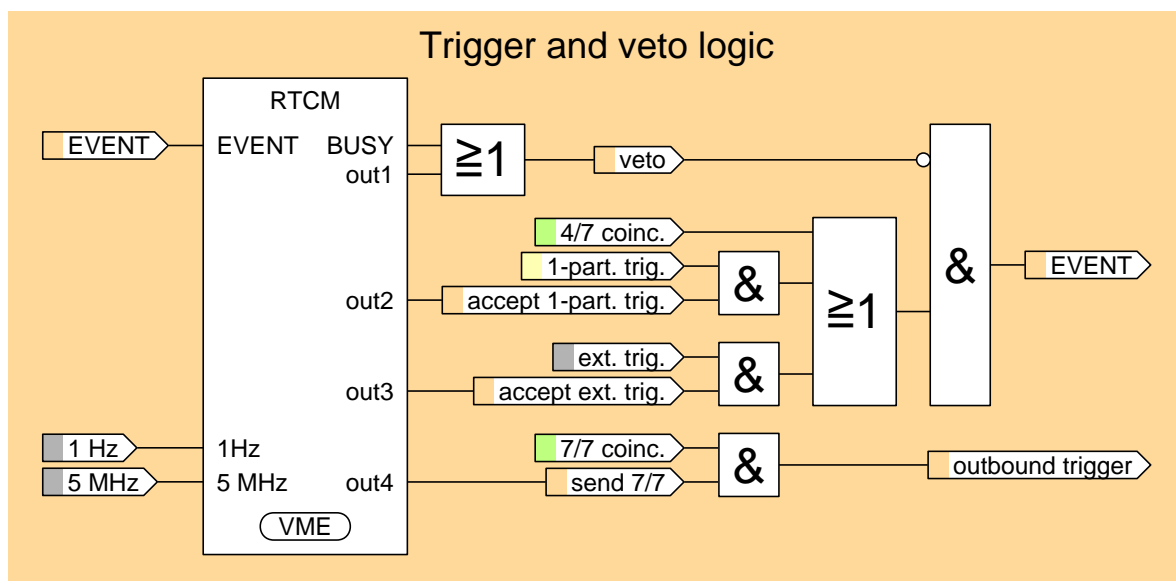 Trigger and veto logic
RTCM
EVENT
EVENT
BUSY
out1
≧1
veto
4/7 coinc.
1-part. trig.
out2
accept 1-part. trig.
&
≧1
&
EVENT
ext. trig.
out3
accept ext. trig.
&
1 Hz
1Hz
7/7 coinc.
5 MHz
5 MHz
out4
send 7/7
&
outbound trigger
VME